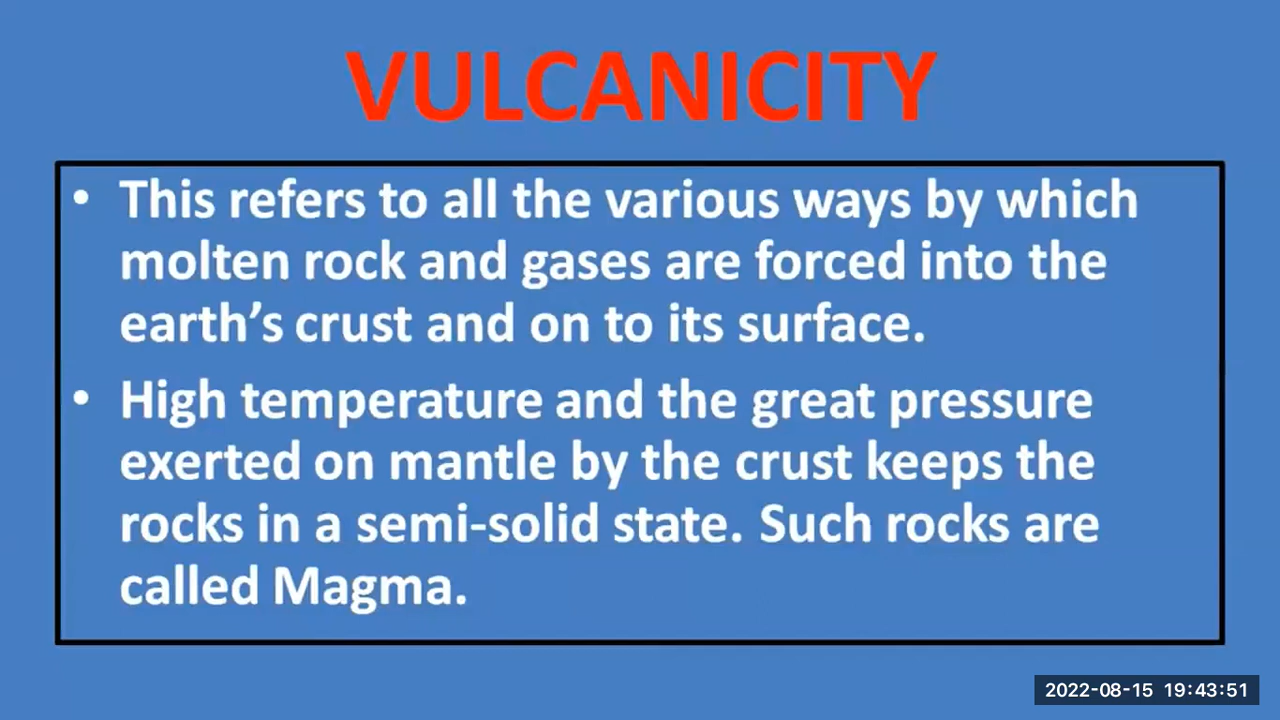 VULCANICITY
• This refers to all the various ways by which
molten rock and gases are forced into the
earth’s crust and on to its surface.
• High temperature and the great pressure
exerted on mantle by the crust keeps the
rocks in a semi-solid state. Such rocks are
called Magma.
2022-08-15 19:43:51